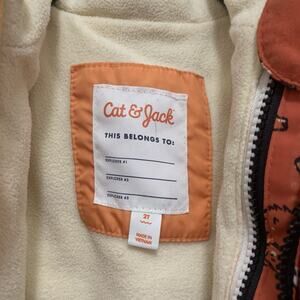 Cat & Jack
THIS BELONGS TO:
EXPLORER #1
EXPLORER #2
EXPLORER #3
2T
MADE IN
VIETNAM